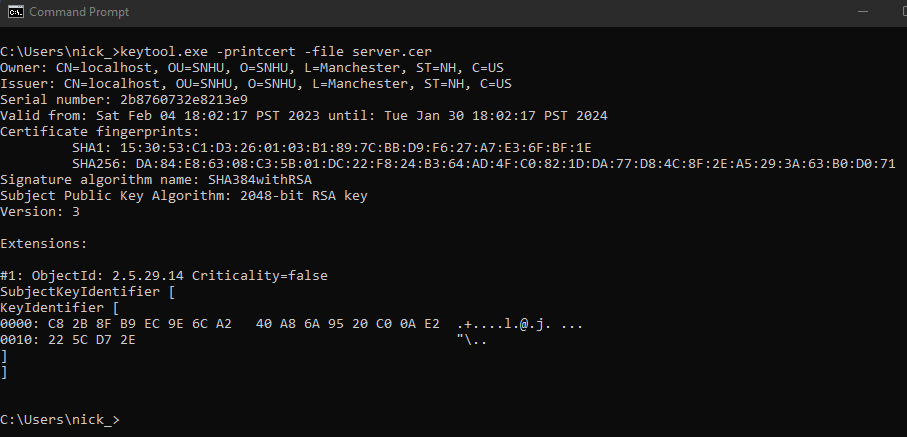 Command Prompt
C:\Users\nick_>keytool.exe -printcert -file server.cer
Owner: CN=localhost, OU=SNHU, O=SNHU, L=Manchester, ST=NH, C=US
Issuer: CN=localhost, OU=SNHU, O=SNHU, L=Manchester, ST=NH, C=US
Serial number: 2b8760732e8213e9
Valid from: Sat Feb 04 18:02:17 PST 2023 until: Tue Jan 30 18:02:17 PST 2024
Certificate fingerprints:
         SHA1: 15:30:53:C1:D3:26:01:03:B1:89:7C:BB:D9:F6:27:A7:E3:6F:BF:1E
         SHA256: DA:84:E8:63:08:C3:5B:01:DC:22:F8:24:B3:64:AD:4F:C0:82:1D:DA:77:D8:4C:8F:2E:A5:29:3A:63:B0:D0:71
Signature algorithm name: SHA384withRSA
Subject Public Key Algorithm: 2048-bit RSA key
Version: 3
Extensions:
#1: ObjectId: 2.5.29.14 Criticality=false
SubjectKeyIdentifier [
KeyIdentifier [
0000: C8 2B 8F B9 EC 9E 6C A2   40 A8 6A 95 20 C0 0A E2  .+....l.@.j. ...
0010: 22 5C D7 2E                                        "\..
]
]
C:\Users\nick_>